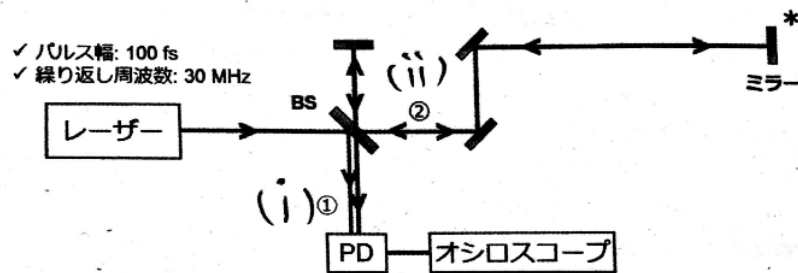 ✓ パルス幅: 100 fs
✓ 繰り返し周波数: 30 MHz
*
ミラー
BS
(ii)
②
レーザー
(i) ①
PD
オシロスコープ